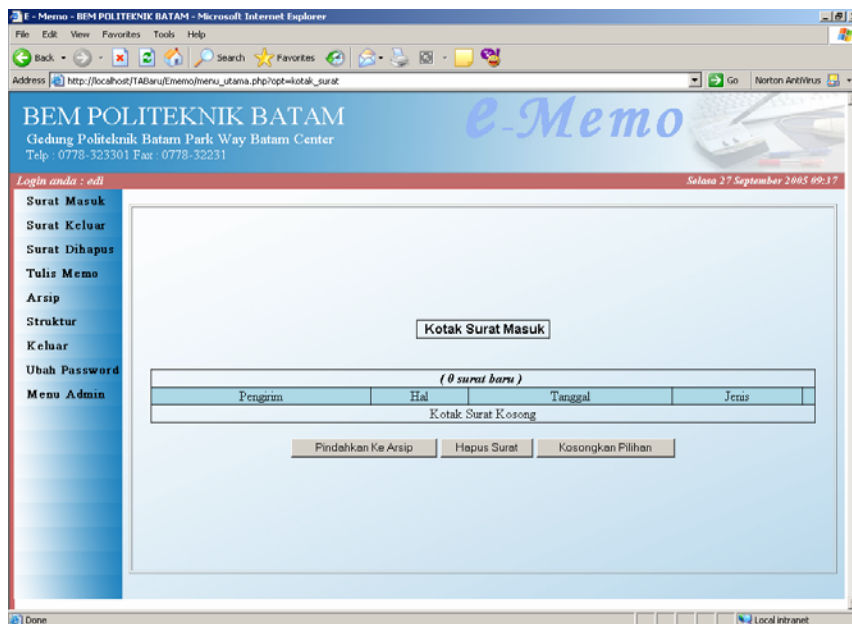 E - Memo - BEM POLITEKNIK BATAM - Microsoft Internet Explorer
File Edit View Favorites Tools Help
Back Search Favorites
Address http://localhost/TABaru/Ememo/menu_utama.php?opt=kotak_surat Go Norton AntiVirus
BEM POLITEKNIK BATAM
e-Memo
Gedung Politeknik Batam Park Way Batam Center
Telp : 0778-323301 Fax : 0778-32231
Login anda : edi Selasa 27 September 2005 09:37
Surat Masuk
Surat Keluar
Surat Dihapus
Tulis Memo
Arsip
Struktur
Keluar
Ubah Password
Menu Admin
Kotak Surat Masuk
( 0 surat baru )
Pengirim Hal Tanggal Jenis
Kotak Surat Kosong
Pindahkan Ke Arsip Hapus Surat Kosongkan Pilihan
Done Local intranet